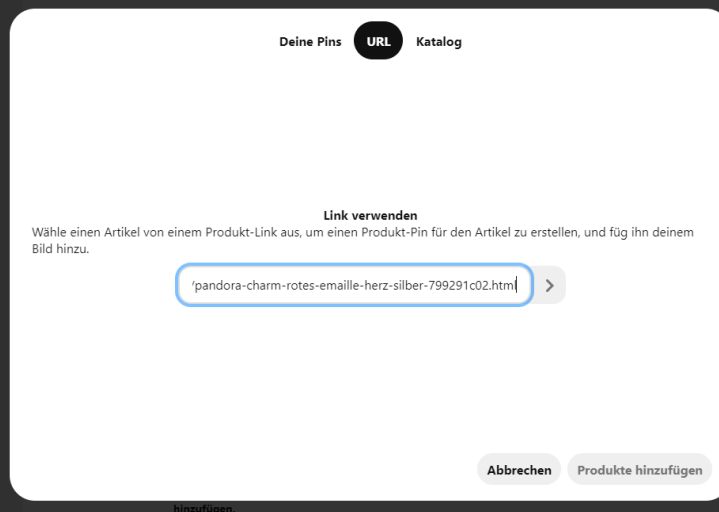 Deine Pins URL Katalog
Link verwenden
Wähle einen Artikel von einem Produkt-Link aus, um einen Produkt-Pin für den Artikel zu erstellen, und füg ihn deinem
Bild hinzu.
/pandora-charm-rotes-emaille-herz-silber-799291c02.html
Abbrechen Produkte hinzufügen
hinzufügen.